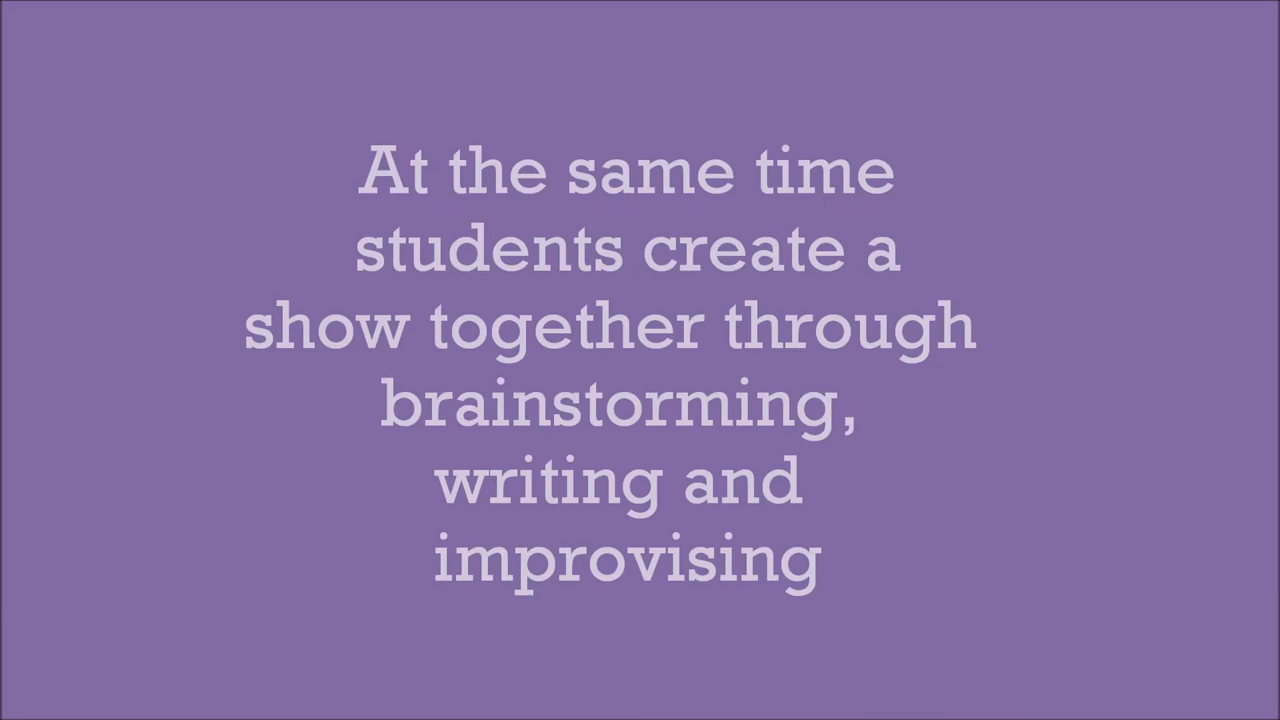 At the same time
students create a
show together through
brainstorming,
writing and
improvising